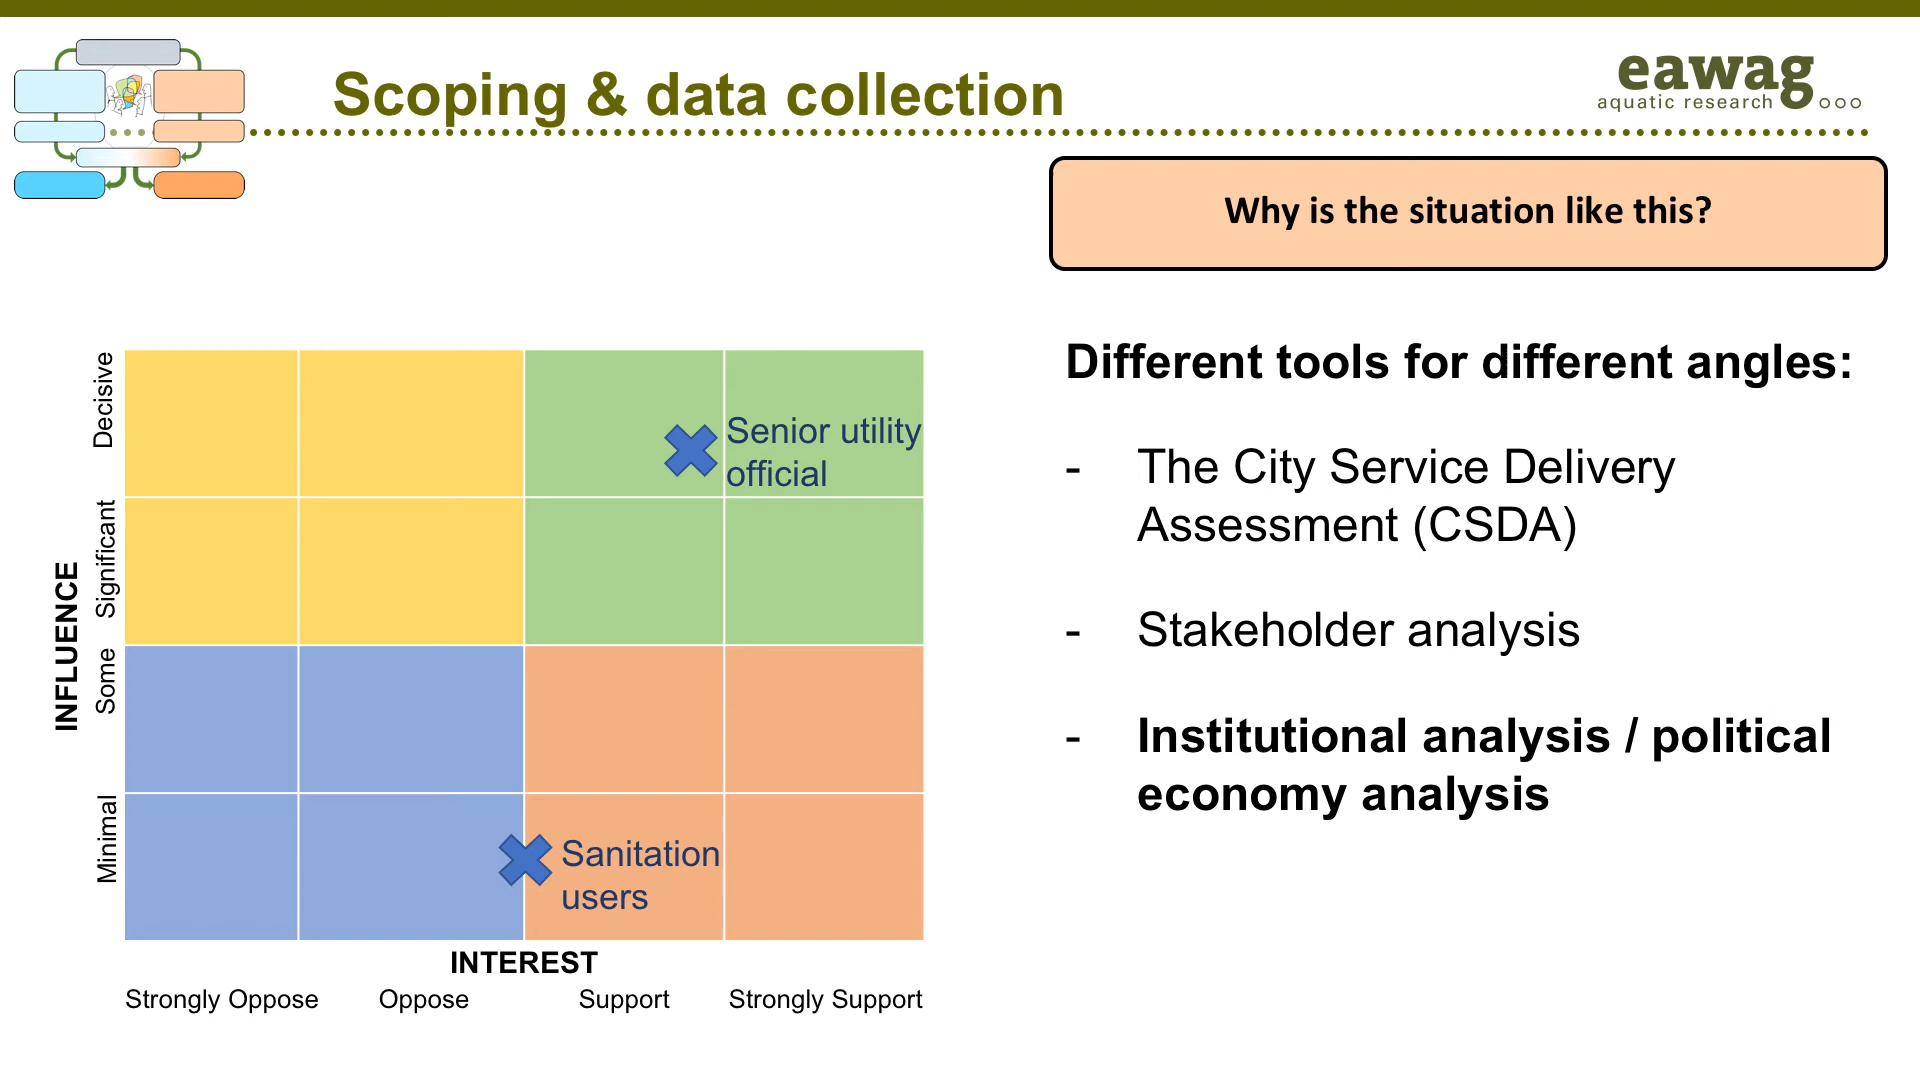 Scoping & data collection
eawag
aquatic research
Why is the situation like this?
Different tools for different angles:
- The City Service Delivery
Assessment (CSDA)
- Stakeholder analysis
- Institutional analysis / political
economy analysis
INFLUENCE
Decisive
Significant
Some
Minimal
Senior utility
official
Sanitation
users
INTEREST
Strongly Oppose
Oppose
Support
Strongly Support